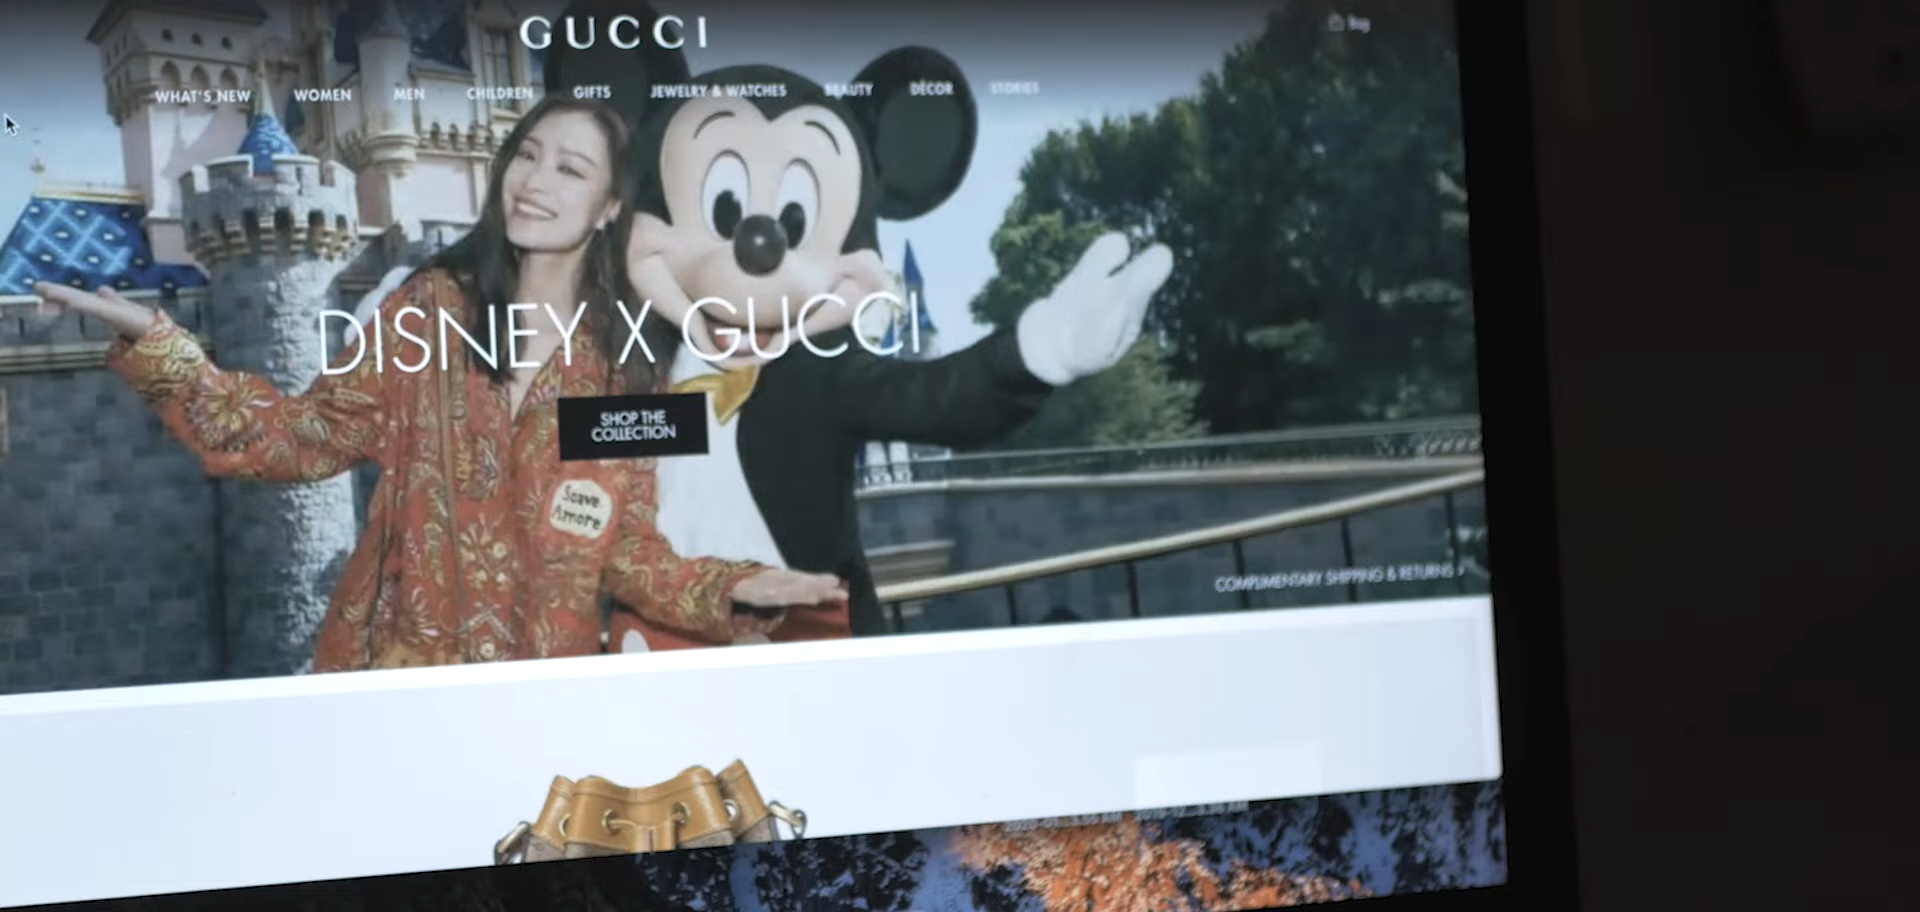 GUCCI
Bag
WHAT'S NEW WOMEN MEN CHILDREN GIFTS JEWELRY & WATCHES BEAUTY DÉCOR STORIES
DISNEY X GUCCI
SHOP THE
COLLECTION
Soave
Amore
COMPLIMENTARY SHIPPING & RETURNS